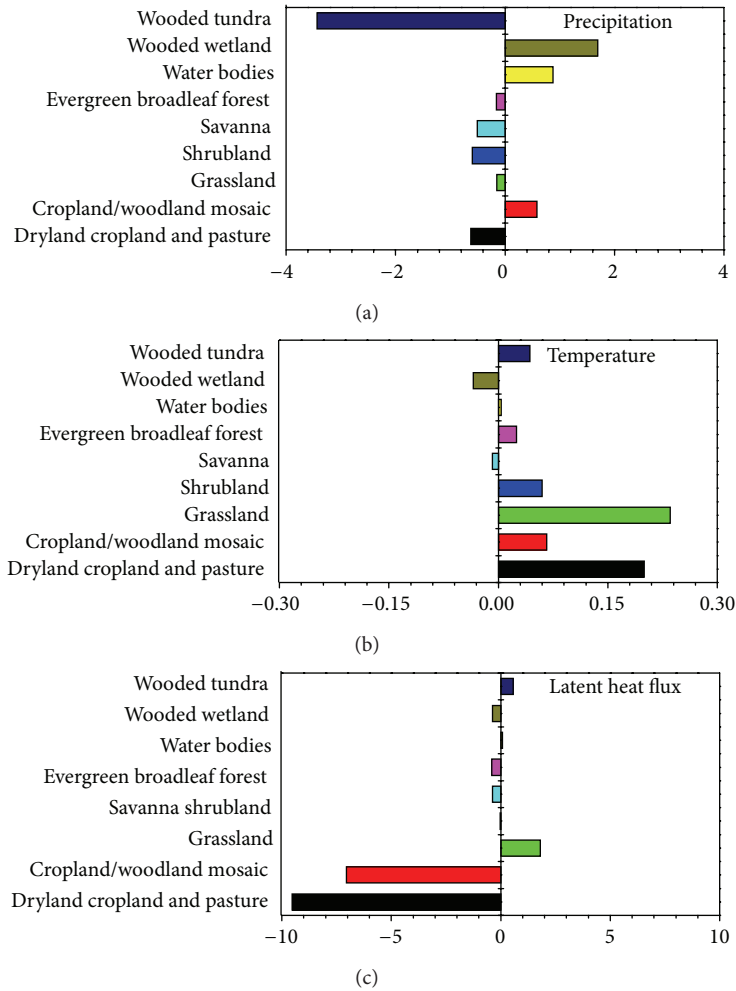 Precipitation
Wooded tundra
Wooded wetland
Water bodies
Evergreen broadleaf forest
Savanna
Shrubland
Grassland
Cropland/woodland mosaic
Dryland cropland and pasture
−4 −2 0 2 4
(a)
Temperature
Wooded tundra
Wooded wetland
Water bodies
Evergreen broadleaf forest
Savanna
Shrubland
Grassland
Cropland/woodland mosaic
Dryland cropland and pasture
−0.30 −0.15 0.00 0.15 0.30
(b)
Latent heat flux
Wooded tundra
Wooded wetland
Water bodies
Evergreen broadleaf forest
Savanna shrubland
Grassland
Cropland/woodland mosaic
Dryland cropland and pasture
−10 −5 0 5 10
(c)